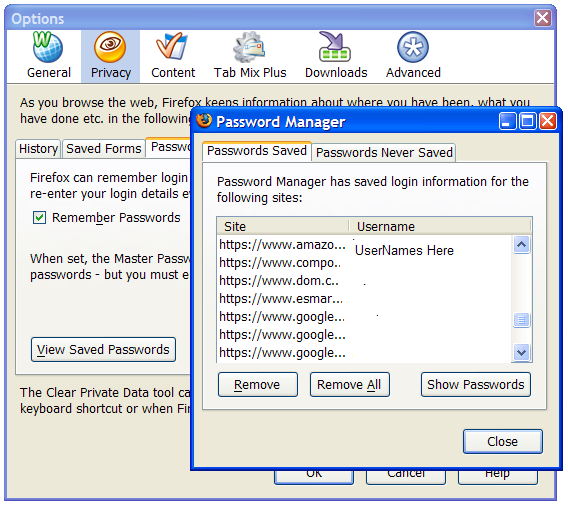 Options
General Privacy Content Tab Mix Plus Downloads Advanced
As you browse the web, Firefox keeps information about where you have been, what you
have done etc. in the following
History Saved Forms Passwo
Firefox can remember login
re-enter your login details ev
Remember Passwords
When set, the Master Passw
passwords - but you must e
View Saved Passwords
The Clear Private Data tool ca
keyboard shortcut or when Fir
OK Cancel Help
Password Manager
Passwords Saved Passwords Never Saved
Password Manager has saved login information for the
following sites:
Site Username
https://www.amazo...
UserNames Here
https://www.compo..
https://www.dom.c..
https://www.esmar...
https://www.google...
https://www.google...
https://www.google...
Remove Remove All Show Passwords
Close